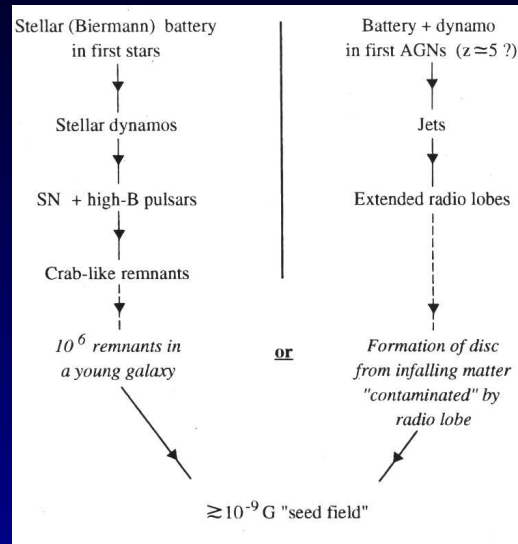 Stellar (Biermann) battery
in first stars
Stellar dynamos
SN + high-B pulsars
Crab-like remnants
10⁶ remnants in
a young galaxy
or
Battery + dynamo
in first AGNs (z≃5 ?)
Jets
Extended radio lobes
Formation of disc
from infalling matter
"contaminated" by
radio lobe
≳10⁻⁹ G "seed field"